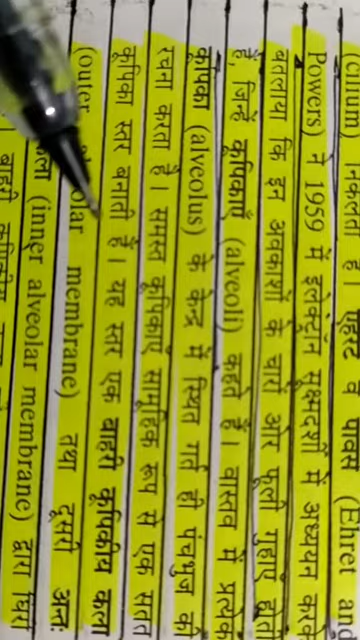 (cilium) निकलता है। एहरेट व पॉवर्स (Ehret and
Powers) ने 1959 में इलेक्ट्रॉन सूक्ष्मदर्शी में अध्ययन करके
बतलाया कि इन अवकाशों के चारों ओर फूली गुहाएँ होती
हैं, जिन्हें कूपिकाएँ (alveoli) कहते हैं। वास्तव में प्रत्येक
कूपिका (alveolus) के केन्द्र में स्थित गर्त ही पंचभुज की
रचना करता है। समस्त कूपिकाएँ सामूहिक रूप से एक सतत
कूपिका स्तर बनाती हैं। यह स्तर एक बाहरी कूपिकीय कला
(outer membrane) तथा दूसरी अन्तः
कला (inner alveolar membrane) द्वारा घिरा
बाहरी